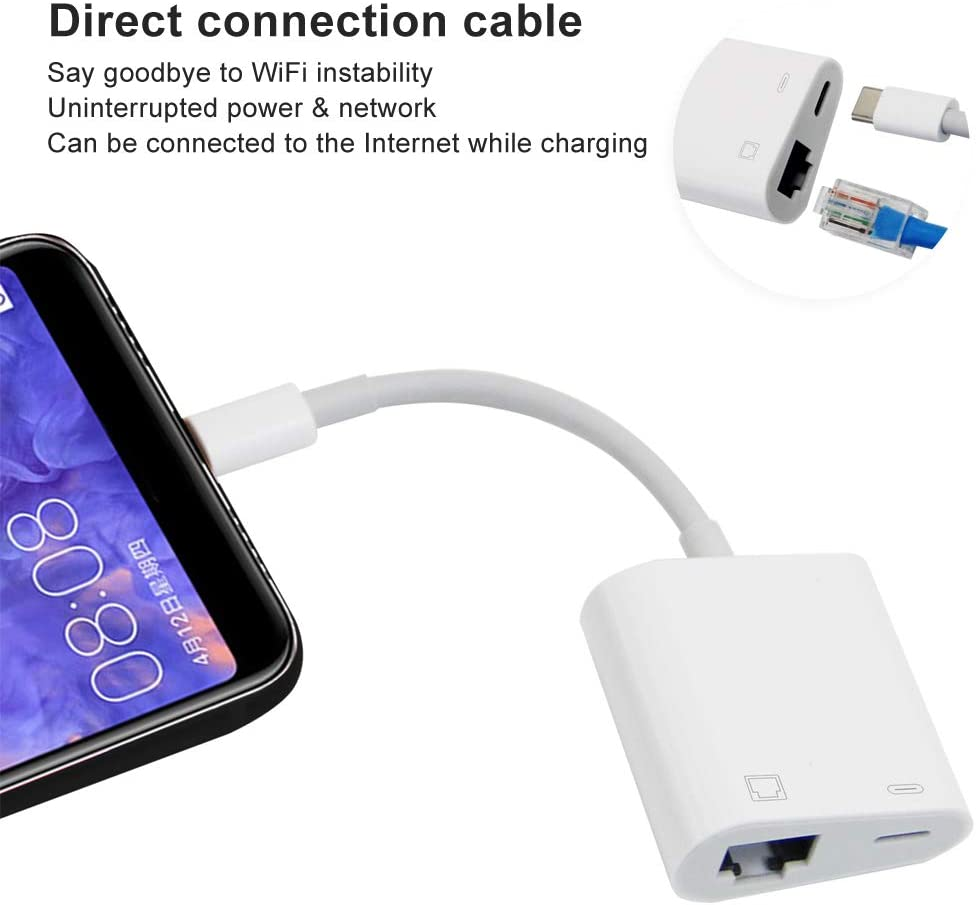 Direct connection cable
Say goodbye to WiFi instability
Uninterrupted power & network
Can be connected to the Internet while charging
08:08
4月12日星期四